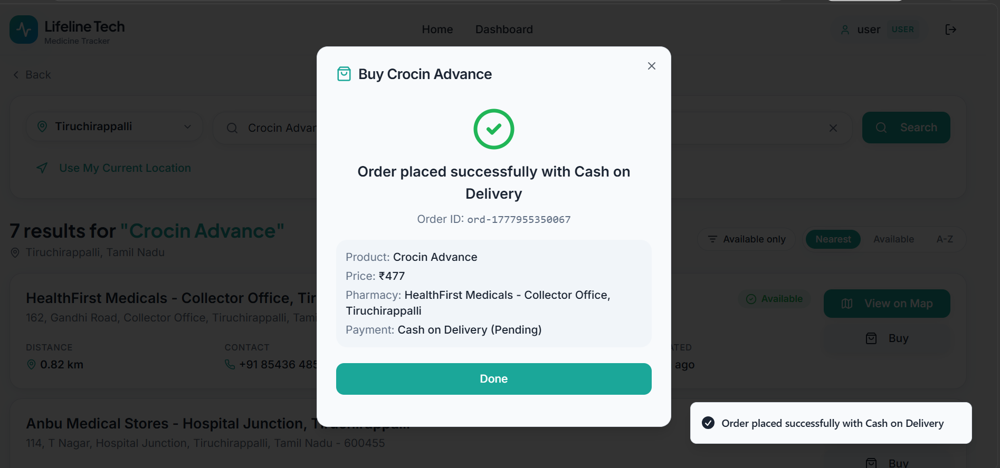 Lifeline Tech
Medicine Tracker
Home
Dashboard
user
USER
Back
Tiruchirappalli
Crocin Advan
Search
Use My Current Location
7 results for "Crocin Advance"
Tiruchirappalli, Tamil Nadu
Available only
Nearest
Available
A-Z
HealthFirst Medicals - Collector Office, Tir
162, Gandhi Road, Collector Office, Tiruchirappalli, Tami
Available
View on Map
Buy
DISTANCE
0.82 km
CONTACT
+91 85436 485
ATED
ago
Anbu Medical Stores - Hospital Junction, Tiruchirappa...
114, T Nagar, Hospital Junction, Tiruchirappalli, Tamil Nadu - 600455
Buy
Buy Crocin Advance
Order placed successfully with Cash on
Delivery
Order ID: ord-1777955350067
Product: Crocin Advance
Price: ₹477
Pharmacy: HealthFirst Medicals - Collector Office,
Tiruchirappalli
Payment: Cash on Delivery (Pending)
Done
Order placed successfully with Cash on Delivery